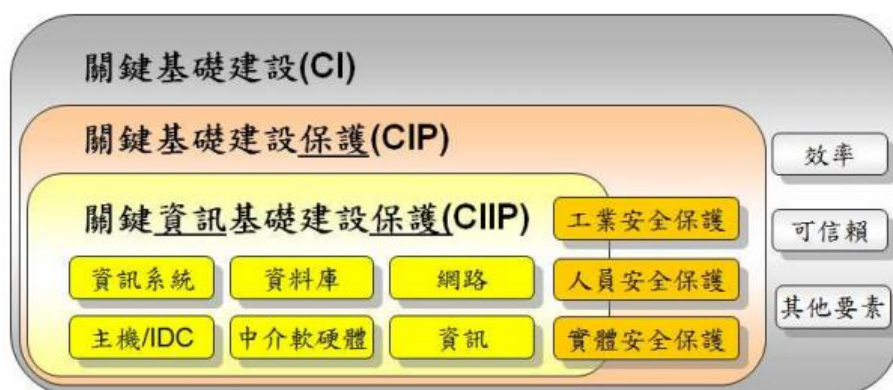 關鍵基礎建設(CI)
關鍵基礎建設保護(CIP)
關鍵資訊基礎建設保護(CIIP)
資訊系統
資料庫
網路
主機/IDC
中介軟硬體
資訊
工業安全保護
人員安全保護
實體安全保護
效率
可信賴
其他要素